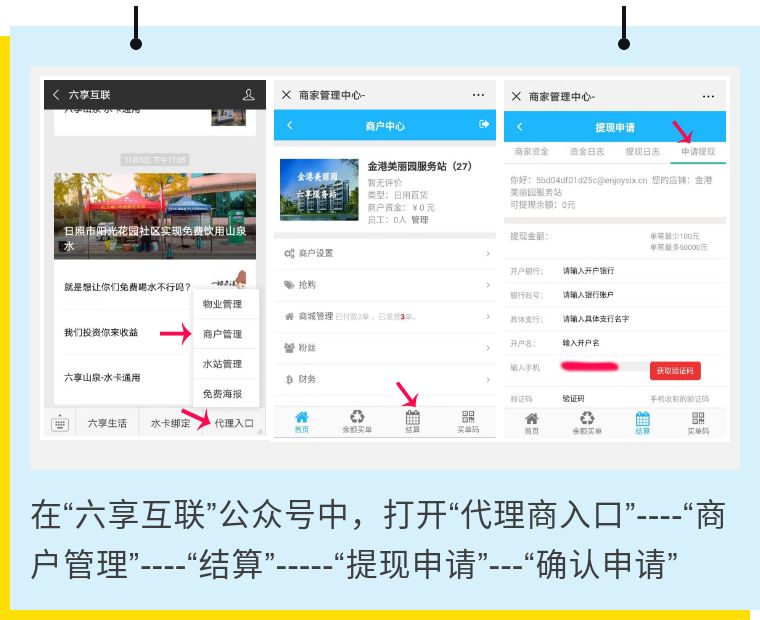 六享互联
六享山泉-水卡通用
11月5日 下午17:05
日照市阳光花园社区实现免费饮用山泉
水
就是想让你们免费喝水不行吗？
我们投资你来收益
六享山泉-水卡通用
物业管理
商户管理
水站管理
免费海报
六享生活
水卡绑定
代理入口
商家管理中心-
商户中心
金港美丽园
六享服务站
金港美丽园服务站（27）
暂无评价
类型：日用百货
商户资金：￥0 元
员工：0人 管理
商户设置
抢购
商城管理 已付款2单，已发货3单。
粉丝
财务
首页
余额买单
结算
买单码
商家管理中心-
提现申请
商家资金
资金日志
提现日志
申请提现
你好：5bd04df01d25c@enjoysix.cn 您的店铺：金港
美丽园服务站
可提现余额：0元
提现金额：
单笔最少100元
单笔最多50000元
开户银行： 请输入开户银行
银行账号： 请输入银行账户
具体支行： 请输入具体支行名字
开户名： 输入开户名
输入手机
获取验证码
验证码 验证码 手机收到的验证码
首页
余额买单
结算
买单码
在“六享互联”公众号中，打开“代理商入口”----“商
户管理”----“结算”-----“提现申请”---“确认申请”